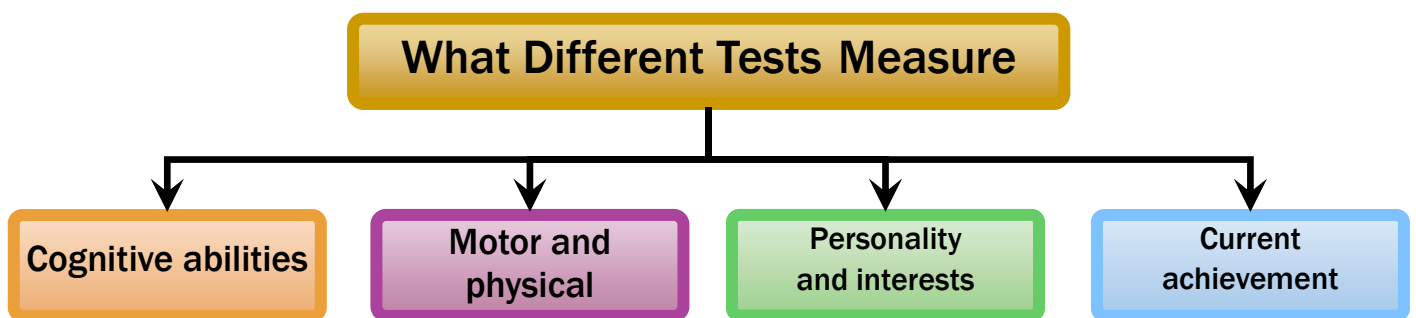 What Different Tests Measure
Cognitive abilities
Motor and
physical
Personality
and interests
Current
achievement